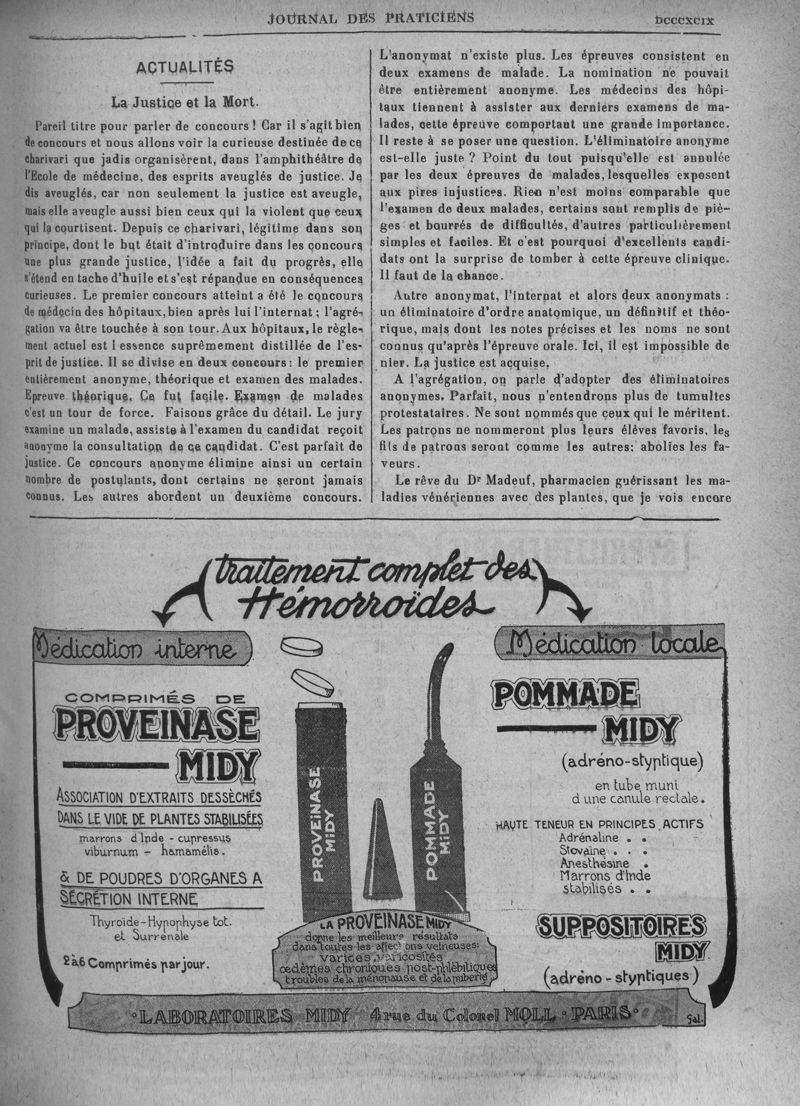 JOURNAL DES PRATICIENS
DCCCXCIX
ACTUALITÉS
La Justice et la Mort.
Pareil titre pour parler de concours ! Car il s'agit bien
de concours et nous allons voir la curieuse destinée de ce
charivari que jadis organisèrent, dans l'amphithéâtre de
l'Ecole de médecine, des esprits aveuglés de justice. Je
dis aveuglés, car non seulement la justice est aveugle,
mais elle aveugle aussi bien ceux qui la violent que ceux
qui la courtisent. Depuis ce charivari, légitime dans son
principe, dont le but était d'introduire dans les concours
une plus grande justice, l'idée a fait du progrès, elle
s'étend en tache d'huile et s'est répandue en conséquences
curieuses. Le premier concours atteint a été le concours
de médecin des hôpitaux, bien après lui l'internat ; l'agré-
gation va être touchée à son tour. Aux hôpitaux, le règle-
ment actuel est l essence suprêmement distillée de l'es-
prit de justice. Il se divise en deux concours : le premier
entièrement anonyme, théorique et examen des malades.
Epreuve théorique. Ce fut facile. Examen de malades
c'est un tour de force. Faisons grâce du détail. Le jury
examine un malade, assiste à l'examen du candidat reçoit
anonyme la consultation de ce candidat. C'est parfait de
justice. Ce concours anonyme élimine ainsi un certain
nombre de postulants, dont certains ne seront jamais
connus. Les autres abordent un deuxième concours.
L'anonymat n'existe plus. Les épreuves consistent en
deux examens de malade. La nomination ne pouvait
être entièrement anonyme. Les médecins des hôpi-
taux tiennent à assister aux derniers examens de ma-
lades, cette épreuve comportant une grande importance.
Il reste à se poser une question. L'éliminatoire anonyme
est-elle juste ? Point du tout puisqu'elle est annulée
par les deux épreuves de malades, lesquelles exposent
aux pires injustices. Rien n'est moins comparable que
l'examen de deux malades, certains sont remplis de piè-
ges et bourrés de difficultés, d'autres particulièrement
simples et faciles. Et c'est pourquoi d'excellents candi-
dats ont la surprise de tomber à cette épreuve clinique.
Il faut de la chance.
Autre anonymat, l'internat et alors deux anonymats :
un éliminatoire d'ordre anatomique, un définitif et théo-
rique, mais dont les notes précises et les noms ne sont
connus qu'après l'épreuve orale. Ici, il est impossible de
nier. La justice est acquise.
A l'agrégation, on parle d'adopter des éliminatoires
anonymes. Parfait, nous n'entendrons plus de tumultes
protestataires. Ne sont nommés que ceux qui le méritent.
Les patrons ne nommeront plus leurs élèves favoris, les
fils de patrons seront comme les autres: abolies les fa-
veurs.
Le rêve du Dr Madeuf, pharmacien guérissant les ma-
ladies vénériennes avec des plantes, que je vois encore
traitement complet des
Hémorroïdes
Médication interne
COMPRIMÉS DE
PROVEINASE
MIDY
ASSOCIATION D'EXTRAITS DESSÈCHÉS
DANS LE VIDE DE PLANTES STABILISÉES
marrons d'Inde - cupressus
viburnum - hamamélis.
& DE POUDRES D'ORGANES A
SÉCRÉTION INTERNE
Thyroïde-Hypophyse tot.
et Surrénale
2 à 6 Comprimés par jour.
PROVEINASE
MIDY
POMMADE
MIDY
LA PROVEINASE MIDY
donne les meilleurs résultats
dans toutes les affections veineuses:
varices, varicosités
œdèmes chroniques post-phlébitiques
troubles de la ménopause et de la puberté
Médication locale
POMMADE
MIDY
(adréno-styptique)
en tube muni
d une canule rectale.
HAUTE TENEUR EN PRINCIPES ACTIFS
Adrénaline . .
Stovaïne . . .
Anesthésine .
Marrons d'Inde
stabilisés . .
SUPPOSITOIRES
MIDY
(adréno-styptiques)
LABORATOIRES MIDY 4 rue du Colonel MOLL PARIS
Gal.